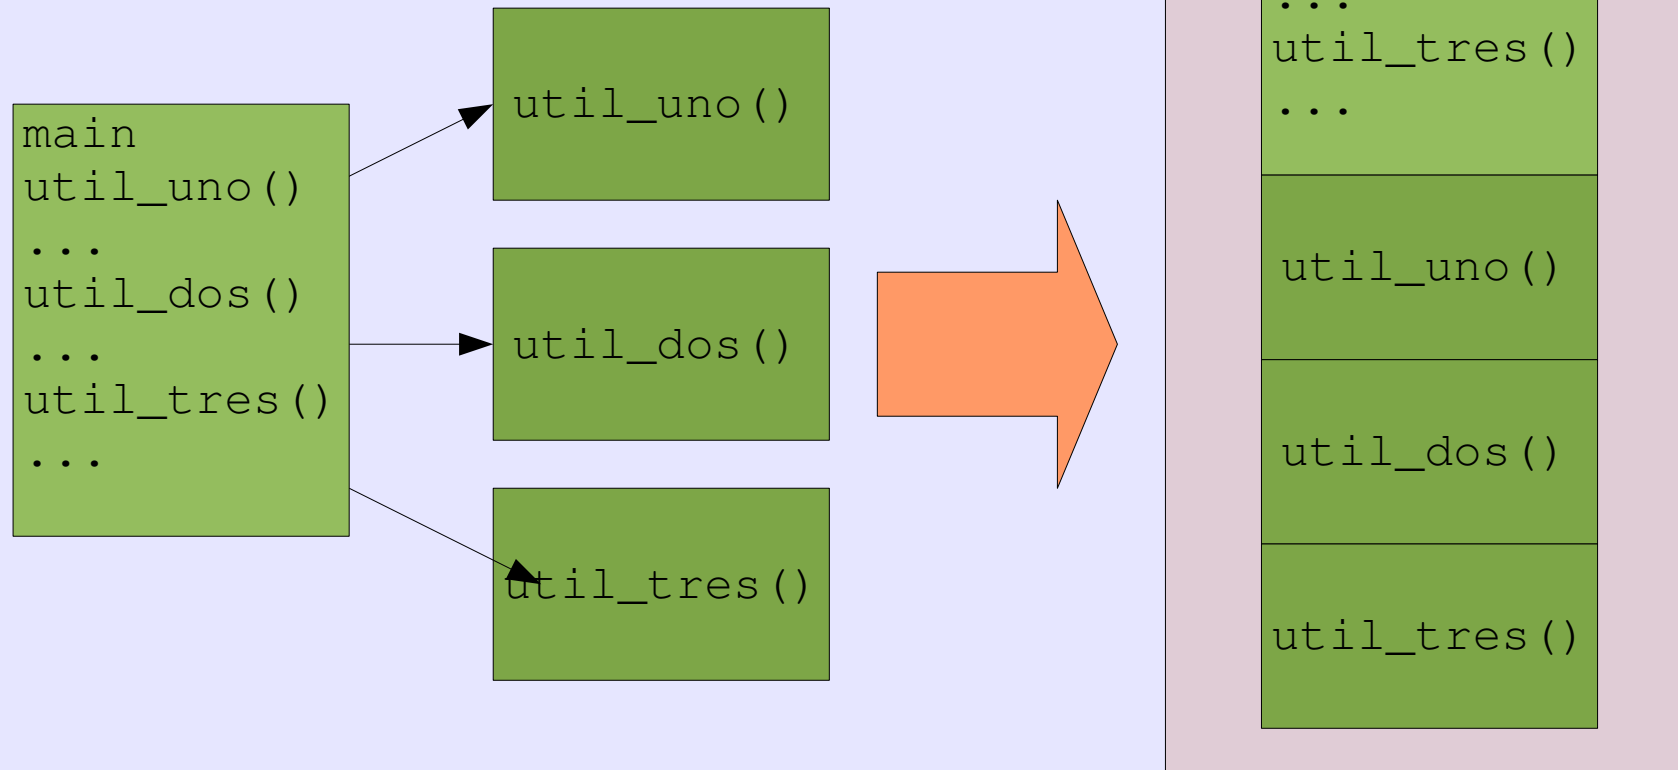 main
util_uno()
...
util_dos()
...
util_tres()
...
util_uno()
util_dos()
util_tres()
...
util_tres()
...
util_uno()
util_dos()
util_tres()